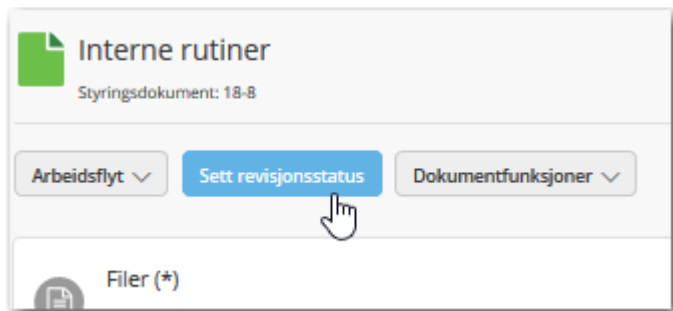 Interne rutiner
Styringsdokument: 18-8
Arbeidsflyt Sett revisjonsstatus Dokumentfunksjoner
Filer (*)